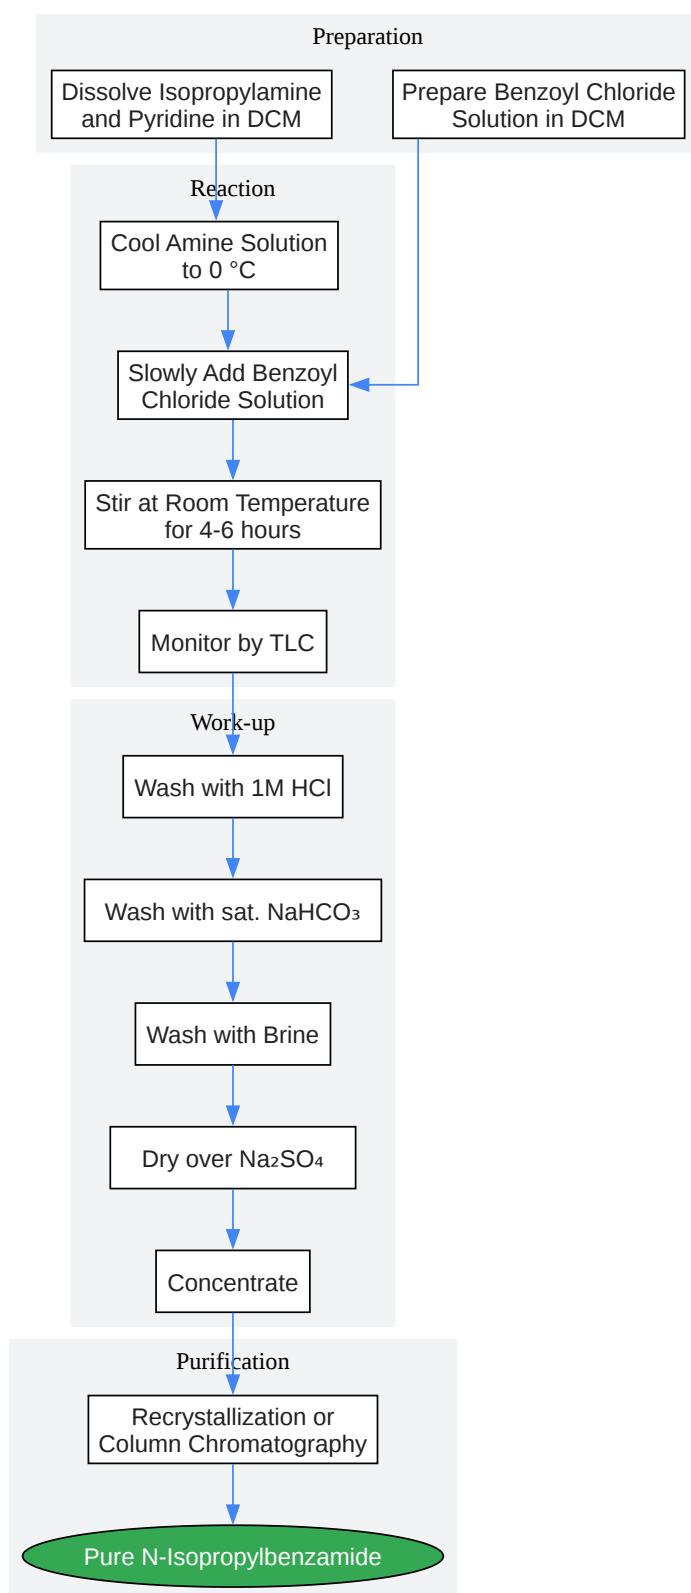 Preparation
Dissolve Isopropylamine
and Pyridine in DCM
Prepare Benzoyl Chloride
Solution in DCM
Reaction
Cool Amine Solution
to 0 °C
Slowly Add Benzoyl
Chloride Solution
Stir at Room Temperature
for 4-6 hours
Monitor by TLC
Work-up
Wash with 1M HCl
Wash with sat. NaHCO₃
Wash with Brine
Dry over Na₂SO₄
Concentrate
Purification
Recrystallization or
Column Chromatography
Pure N-Isopropylbenzamide